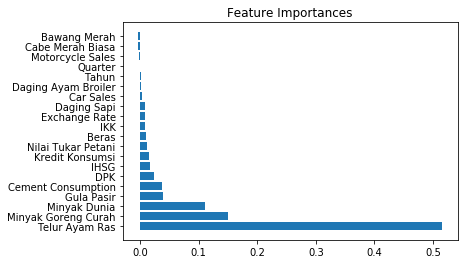 Feature Importances
Bawang Merah
Cabe Merah Biasa
Motorcycle Sales
Quarter
Tahun
Daging Ayam Broiler
Car Sales
Daging Sapi
Exchange Rate
IKK
Beras
Nilai Tukar Petani
Kredit Konsumsi
IHSG
DPK
Cement Consumption
Gula Pasir
Minyak Dunia
Minyak Goreng Curah
Telur Ayam Ras
0.0 0.1 0.2 0.3 0.4 0.5